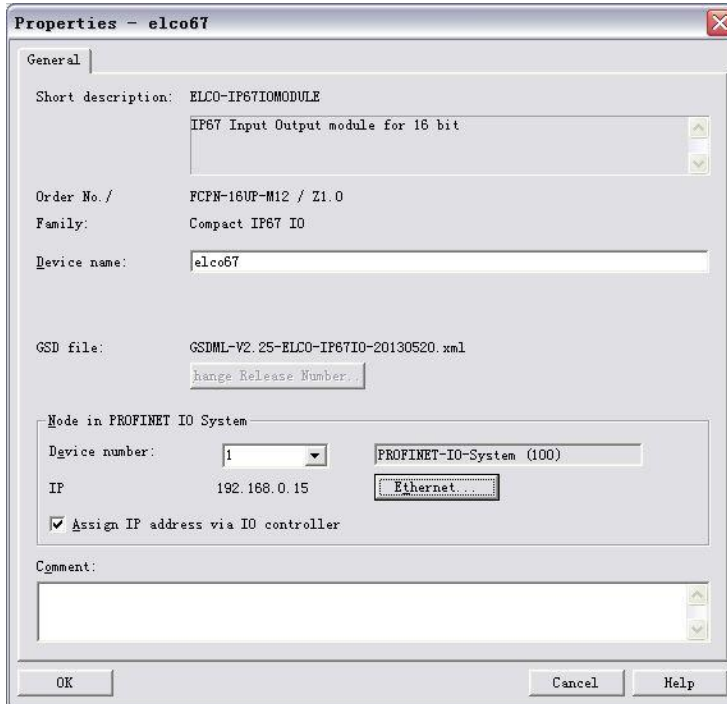 Properties - elco67
General
Short description: ELCO-IP67IOMODULE
IP67 Input Output module for 16 bit
Order No./ FCPN-16UP-M12 / Z1.0
Family: Compact IP67 IO
Device name: elco67
GSD file: GSDML-V2.25-ELCO-IP67IO-20130520.xml
hange Release Number..
Node in PROFINET IO System
Device number: 1 PROFINET-IO-System (100)
IP 192.168.0.15 Ethernet...
Assign IP address via IO controller
Comment:
OK Cancel Help